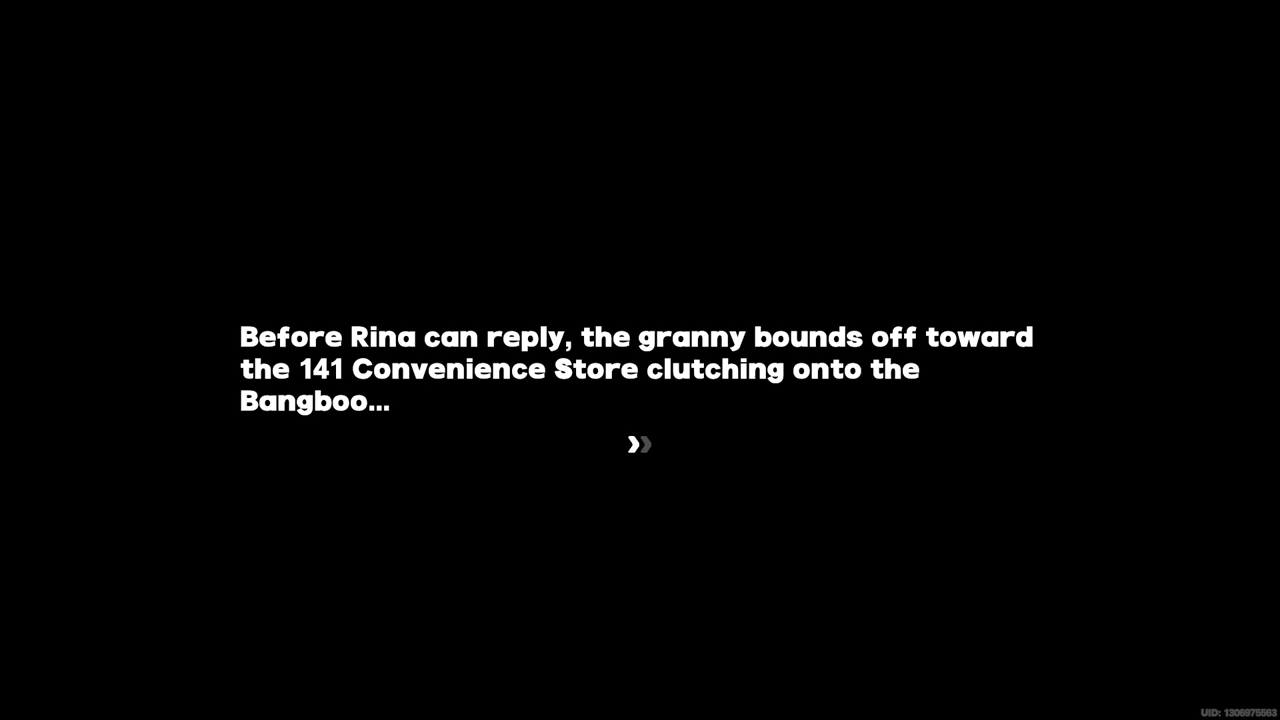 Before Rina can reply, the granny bounds off toward
the 141 Convenience Store clutching onto the
Bangboo...
UID: 1306975563